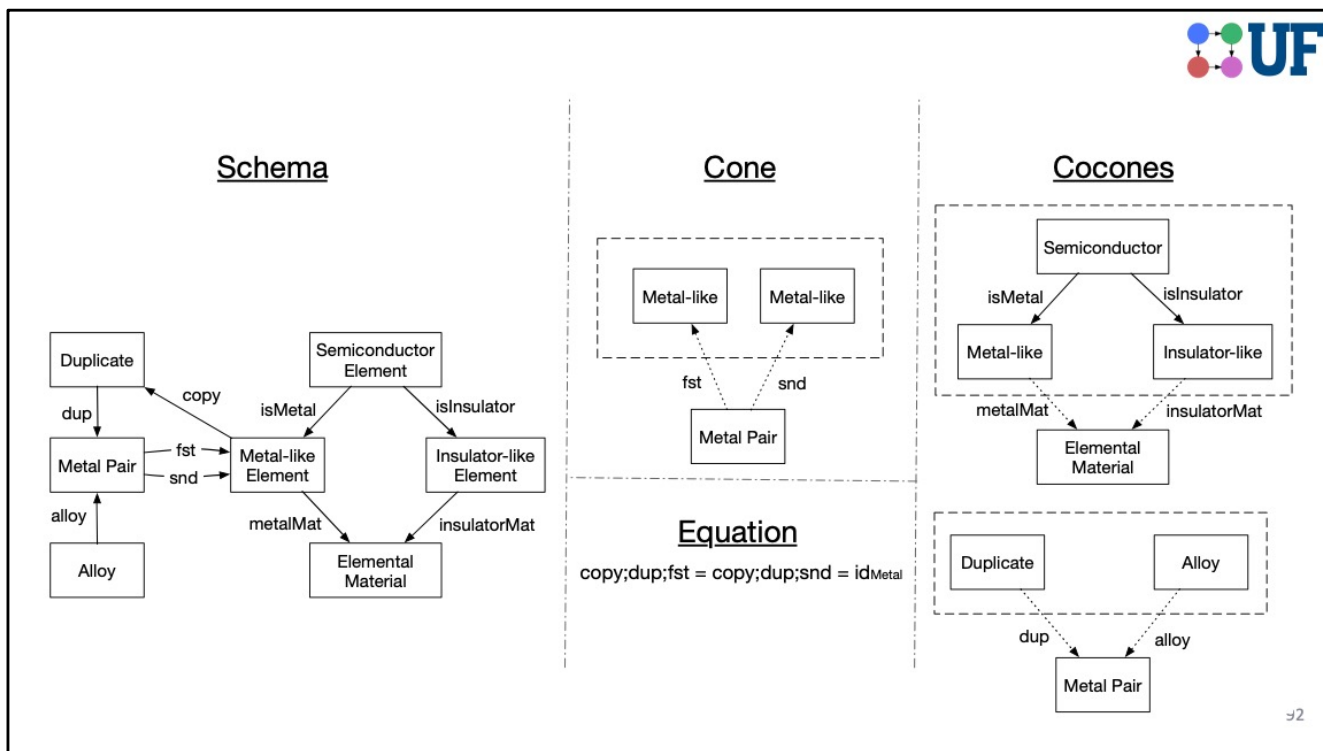 UF
Schema
Duplicate
copy
dup
Metal Pair
fst
snd
alloy
Alloy
Semiconductor
Element
isMetal
isInsulator
Metal-like
Element
Insulator-like
Element
metalMat
insulatorMat
Elemental
Material
Cone
Metal-like
Metal-like
fst
snd
Metal Pair
Equation
copy;dup;fst = copy;dup;snd = idMetal
Cocones
Semiconductor
isMetal
isInsulator
Metal-like
Insulator-like
metalMat
insulatorMat
Elemental
Material
Duplicate
Alloy
dup
alloy
Metal Pair